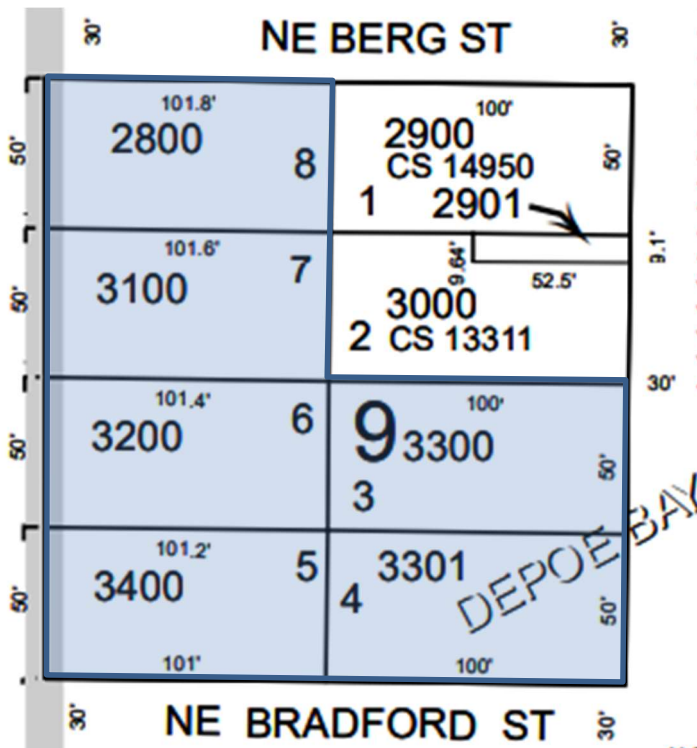 30' NE BERG ST 30'
101.8' 100'
50' 2800 8 2900 50'
CS 14950
1 2901
101.6' 9.64' 9.1'
50' 3100 7 52.5'
3000
2 CS 13311
30'
101.4' 100'
50' 3200 6 9 3300 50'
3
DEPOE BAY
101.2'
50' 3400 5 3301 50'
4
101' 100'
30' NE BRADFORD ST 30'